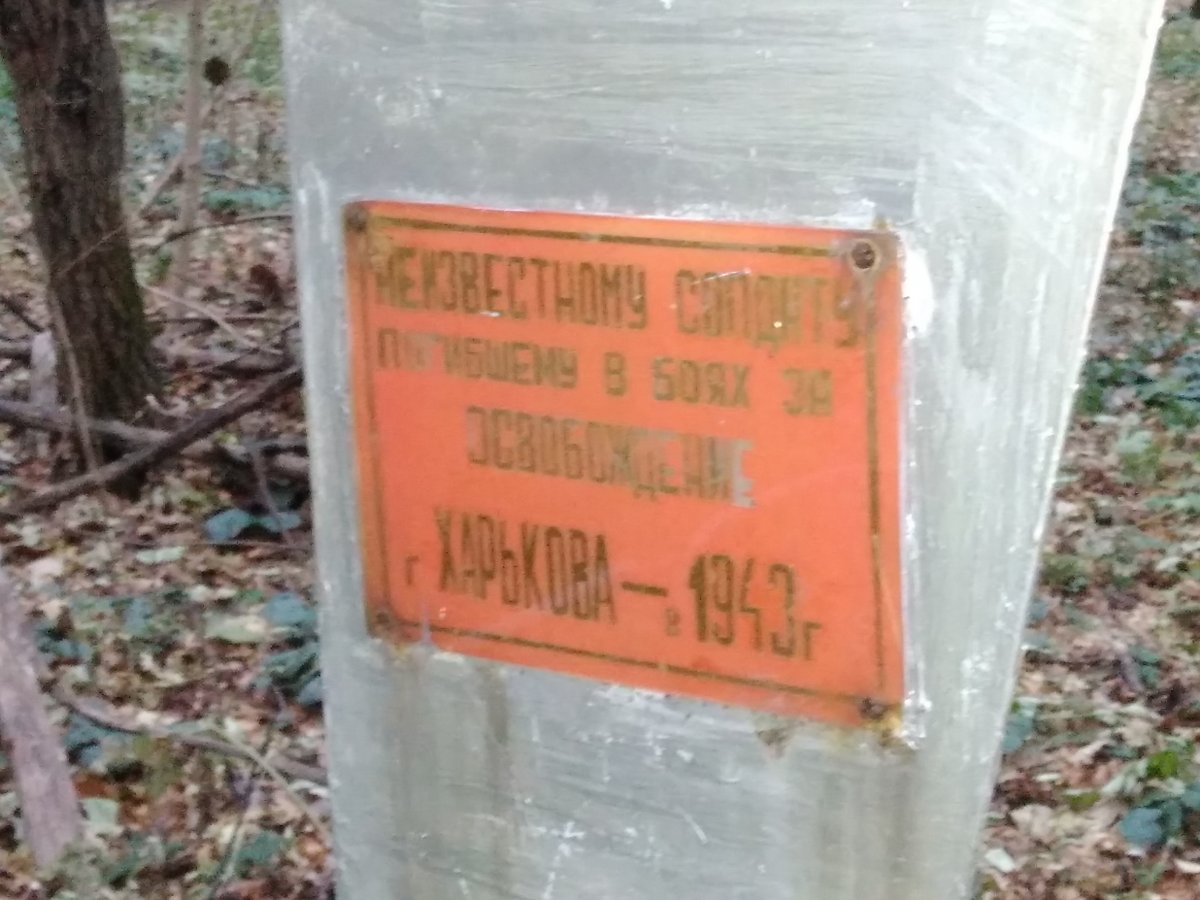 НЕИЗВЕСТНОМУ СОЛДАТУ
ПОГИБШЕМУ В БОЯХ ЗА
ОСВОБОЖДЕНИЕ
г ХАРЬКОВА — в 1943 г